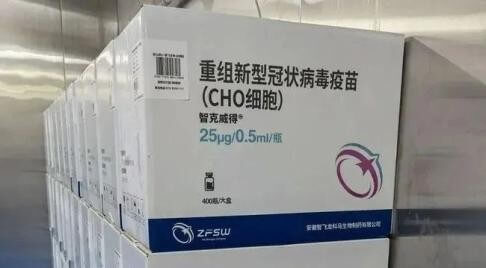 重组新型冠状病毒疫苗
(CHO细胞)
智克威得®
25μg/0.5ml/瓶
400瓶/大盒
ZFSW
安徽智飞龙科马生物制药有限公司